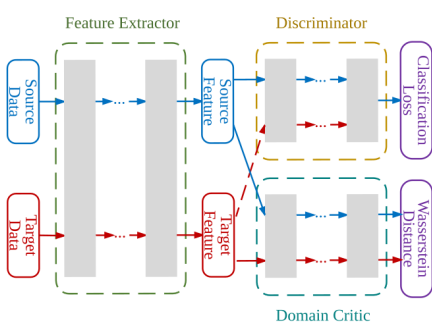 Feature Extractor
Discriminator
Source
Data
...
Source
Feature
...
...
Classification
Loss
Target
Data
...
Target
Feature
...
...
Wasserstein
Distance
Domain Critic